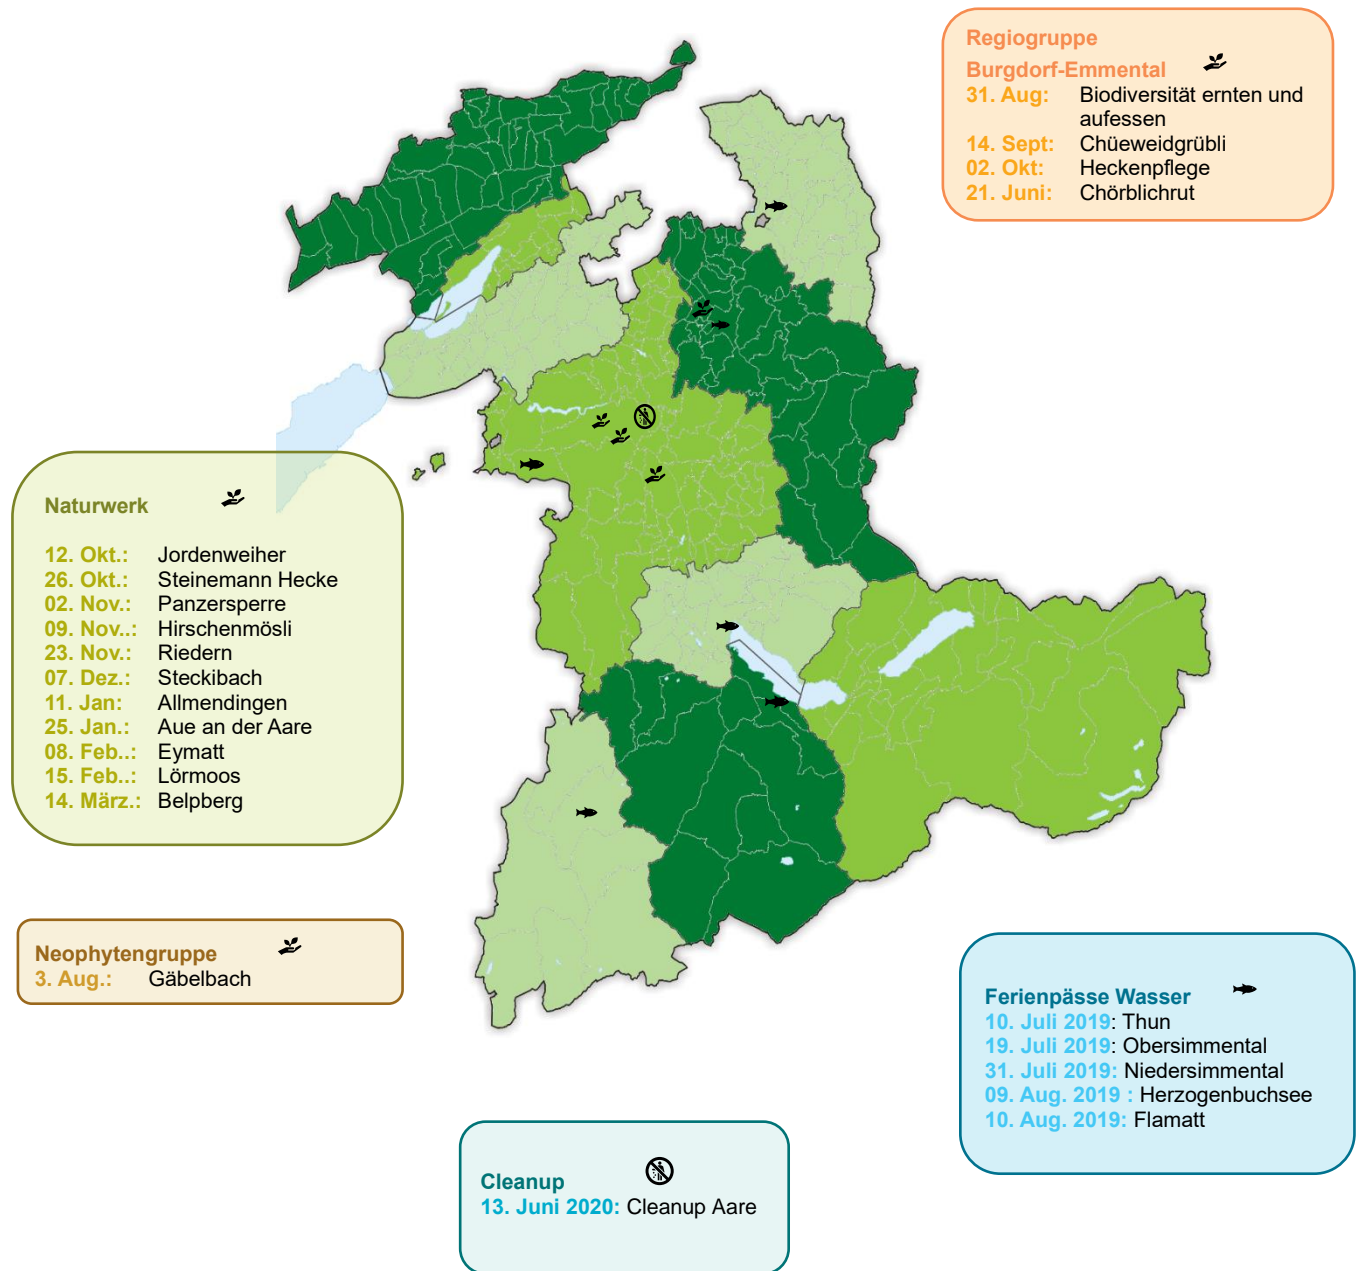 Regiogruppe
Burgdorf-Emmental
31. Aug: Biodiversität ernten und
aufessen
14. Sept: Chüeweidgrübli
02. Okt: Heckenpflege
21. Juni: Chörblichrut
Naturwerk
12. Okt.: Jordenweiher
26. Okt.: Steinemann Hecke
02. Nov.: Panzersperre
09. Nov..: Hirschenmösli
23. Nov.: Riedern
07. Dez.: Steckibach
11. Jan: Allmendingen
25. Jan.: Aue an der Aare
08. Feb..: Eymatt
15. Feb..: Lörmoos
14. März.: Belpberg
Neophytengruppe
3. Aug.: Gäbelbach
Ferienpässe Wasser
10. Juli 2019: Thun
19. Juli 2019: Obersimmental
31. Juli 2019: Niedersimmental
09. Aug. 2019 : Herzogenbuchsee
10. Aug. 2019: Flamatt
Cleanup
13. Juni 2020: Cleanup Aare